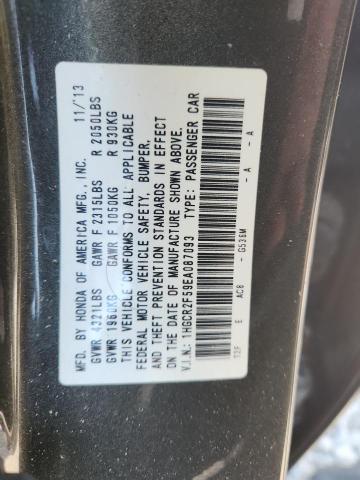 MFD. BY HONDA OF AMERICA MFG., INC. 11/'13
GVWR 4321LBS GAWR F 2315LBS R 2050LBS
GVWR 1960KG GAWR F 1050KG R 930KG
THIS VEHICLE CONFORMS TO ALL APPLICABLE
FEDERAL MOTOR VEHICLE SAFETY, BUMPER,
AND THEFT PREVENTION STANDARDS IN EFFECT
ON THE DATE OF MANUFACTURE SHOWN ABOVE.
V.I.N.: 1HGCR2F59EA087093 TYPE: PASSENGER CAR
E AC8 - G536M - A - A